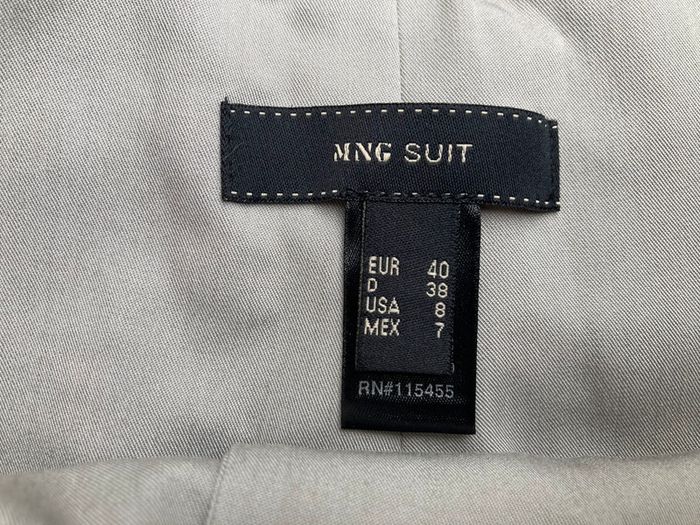 MNG SUIT
EUR 40
D 38
USA 8
MEX 7
RN#115455